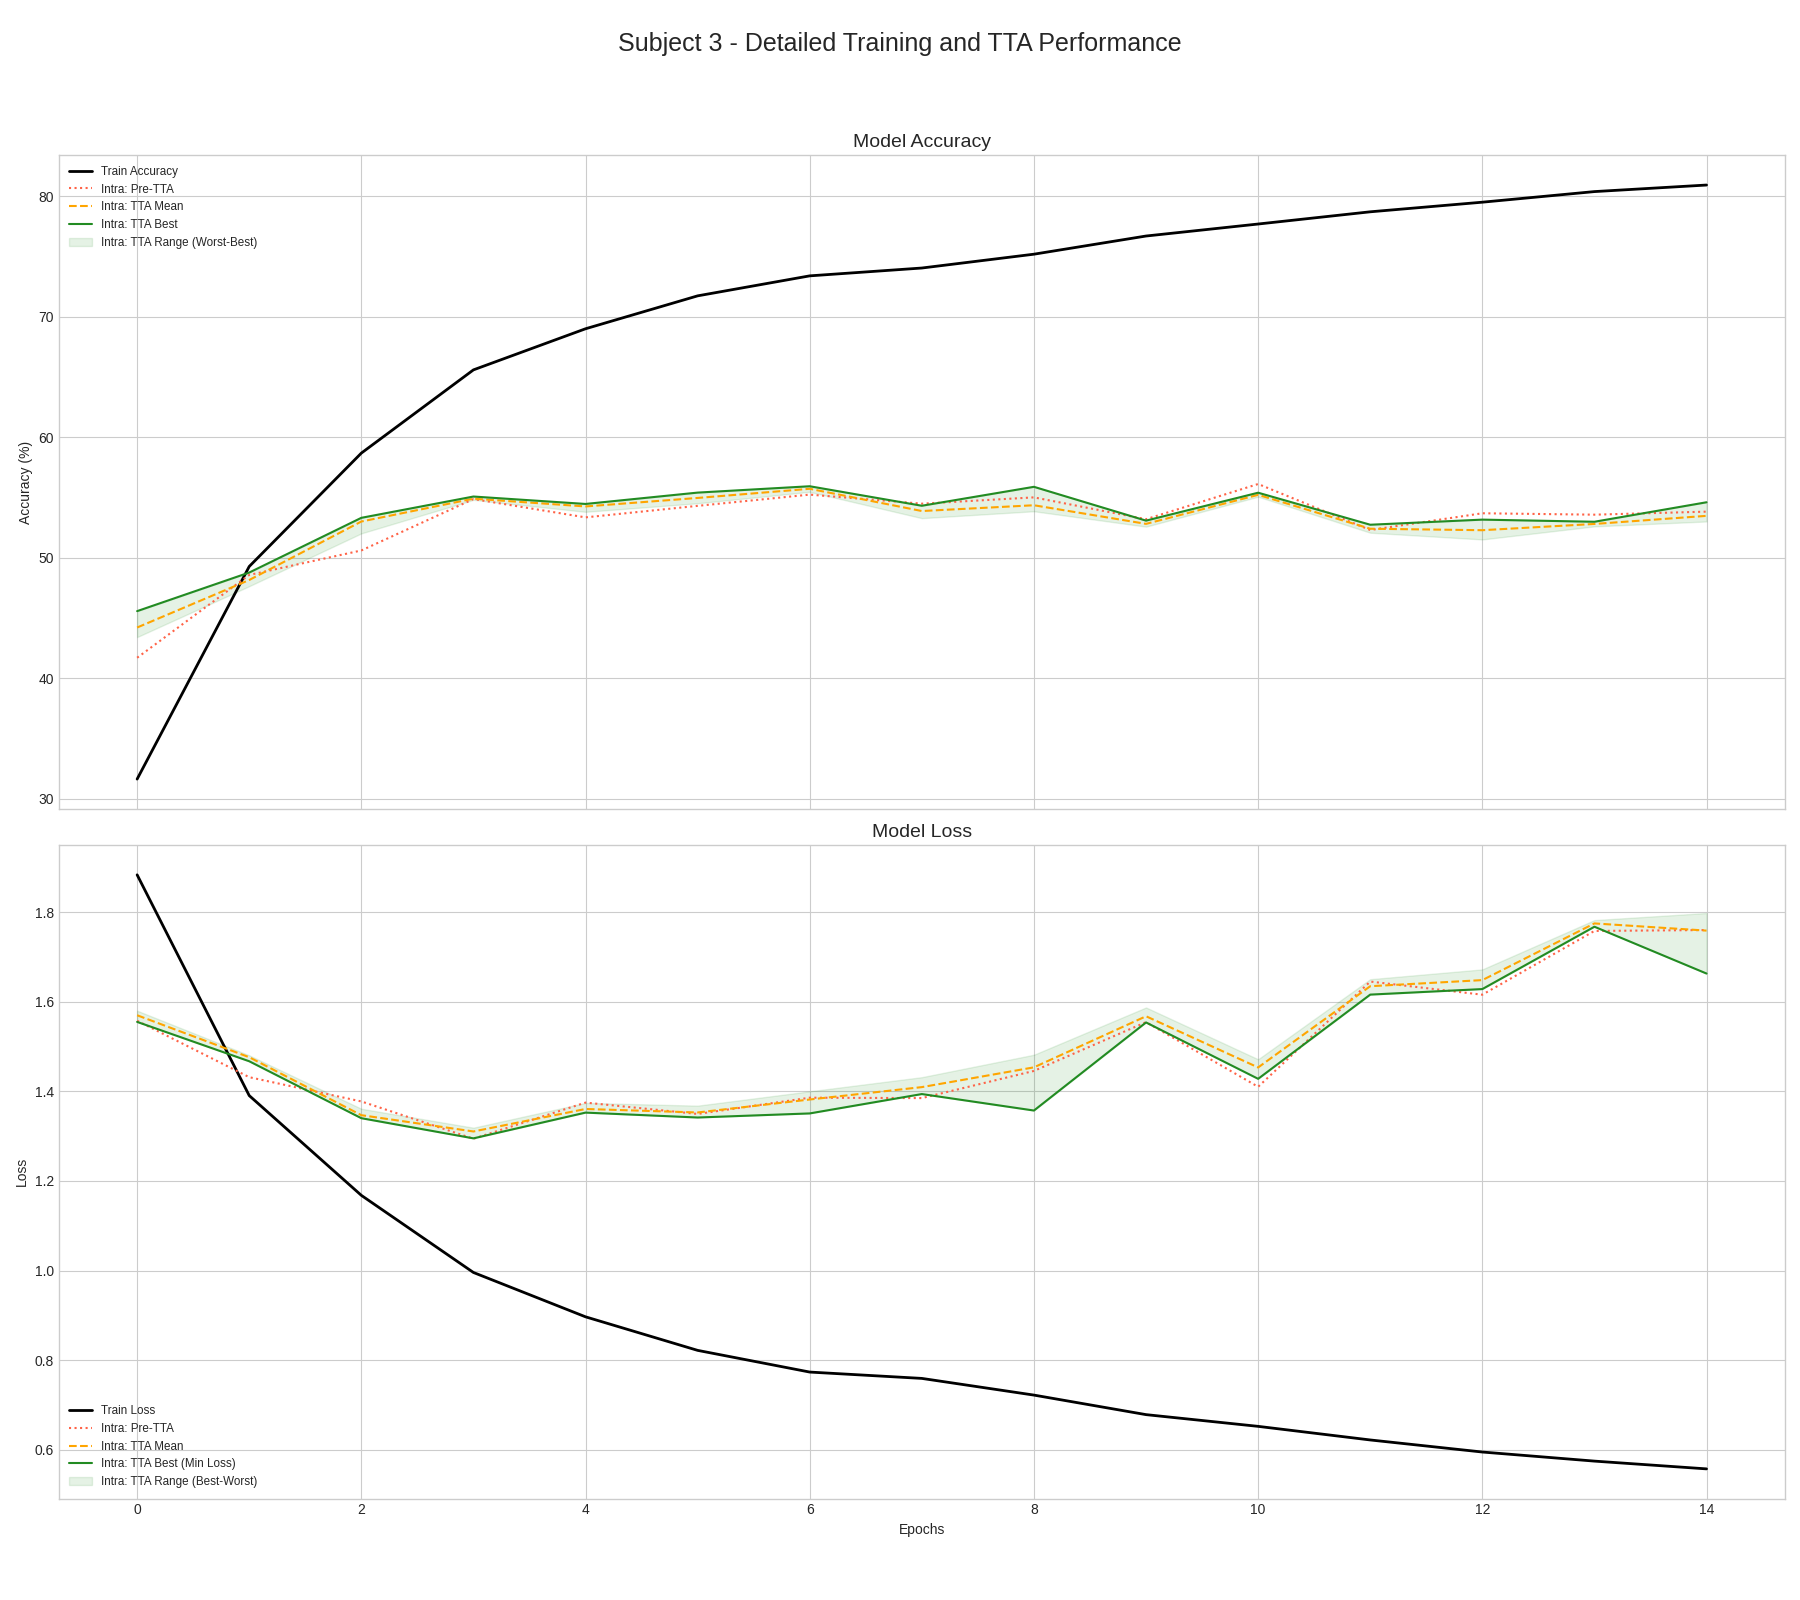 Subject 3 - Detailed Training and TTA Performance
Model Accuracy
Train Accuracy
Intra: Pre-TTA
Intra: TTA Mean
Intra: TTA Best
Intra: TTA Range (Worst-Best)
80
70
60
50
40
30
Accuracy (%)
Model Loss
1.8
1.6
1.4
1.2
1.0
0.8
0.6
Loss
Train Loss
Intra: Pre-TTA
Intra: TTA Mean
Intra: TTA Best (Min Loss)
Intra: TTA Range (Best-Worst)
0 2 4 6 8 10 12 14
Epochs